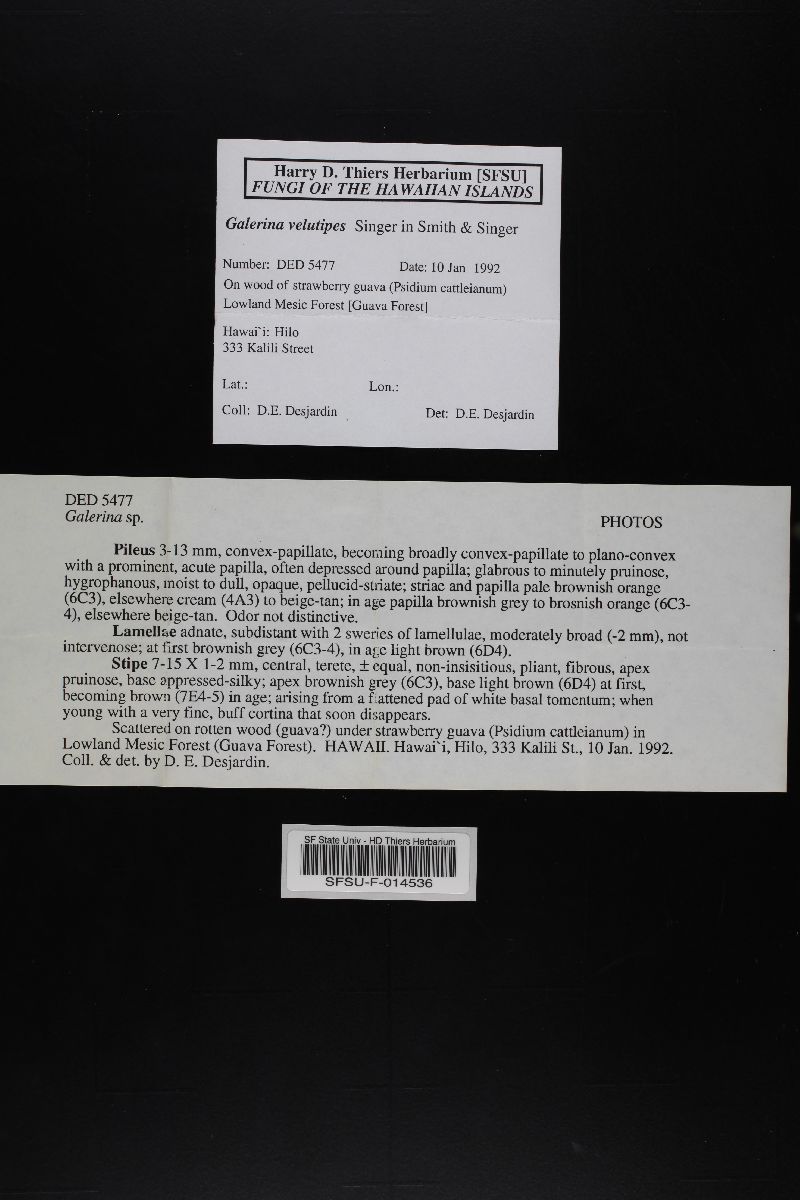 Harry D. Thiers Herbarium [SFSU]
FUNGI OF THE HAWAIIAN ISLANDS
Galerina velutipes Singer in Smith & Singer
Number: DED 5477 Date: 10 Jan 1992
On wood of strawberry guava (Psidium cattleianum)
Lowland Mesic Forest [Guava Forest]
Hawai`i: Hilo
333 Kalili Street
Lat.: Lon.:
Coll: D.E. Desjardin Det: D.E. Desjardin
DED 5477
Galerina sp. PHOTOS
Pileus 3-13 mm, convex-papillate, becoming broadly convex-papillate to plano-convex
with a prominent, acute papilla, often depressed around papilla; glabrous to minutely pruinose,
hygrophanous, moist to dull, opaque, pellucid-striate; striae and papilla pale brownish orange
(6C3), elsewhere cream (4A3) to beige-tan; in age papilla brownish grey to brosnish orange (6C3-
4), elsewhere beige-tan. Odor not distinctive.
Lamellae adnate, subdistant with 2 sweries of lamellulae, moderately broad (-2 mm), not
intervenose; at first brownish grey (6C3-4), in age light brown (6D4).
Stipe 7-15 X 1-2 mm, central, terete, ± equal, non-insisitious, pliant, fibrous, apex
pruinose, base appressed-silky; apex brownish grey (6C3), base light brown (6D4) at first,
becoming brown (7E4-5) in age; arising from a flattened pad of white basal tomentum; when
young with a very fine, buff cortina that soon disappears.
Scattered on rotten wood (guava?) under strawberry guava (Psidium cattleianum) in
Lowland Mesic Forest (Guava Forest). HAWAII. Hawai`i, Hilo, 333 Kalili St., 10 Jan. 1992.
Coll. & det. by D. E. Desjardin.
SF State Univ - HD Thiers Herbarium
SFSU-F-014536